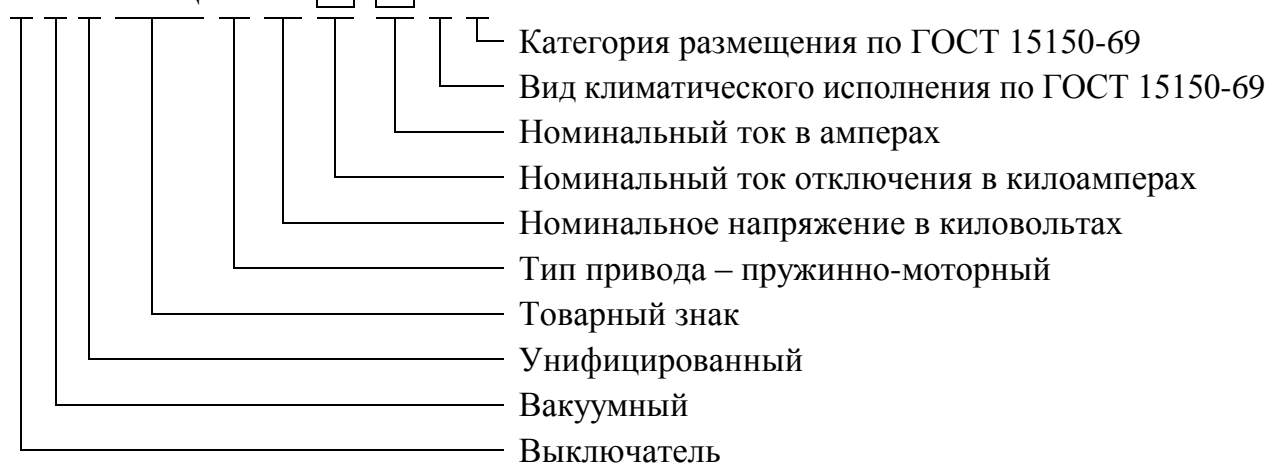 Категория размещения по ГОСТ 15150-69
Вид климатического исполнения по ГОСТ 15150-69
Номинальный ток в амперах
Номинальный ток отключения в килоамперах
Номинальное напряжение в киловольтах
Тип привода – пружинно-моторный
Товарный знак
Унифицированный
Вакуумный
Выключатель